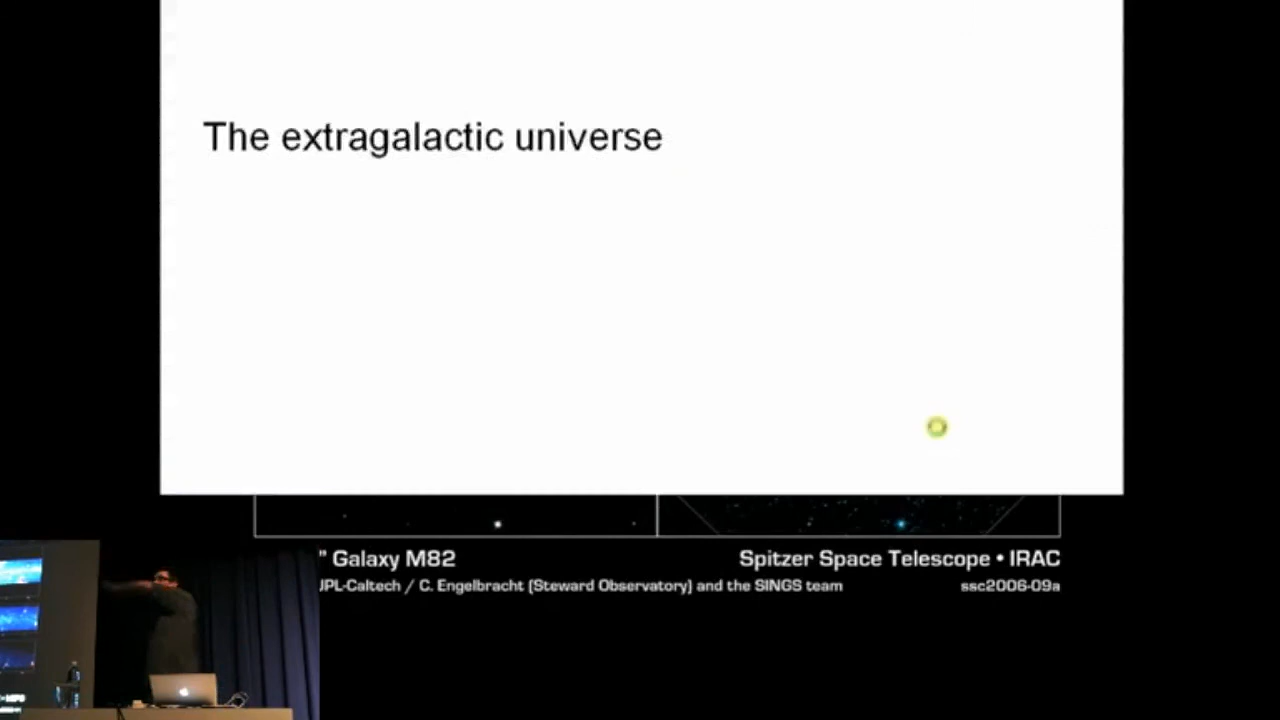 The extragalactic universe
" Galaxy M82
Spitzer Space Telescope • IRAC
JPL-Caltech / C. Engelbracht (Steward Observatory) and the SINGS team
ssc2006-09a